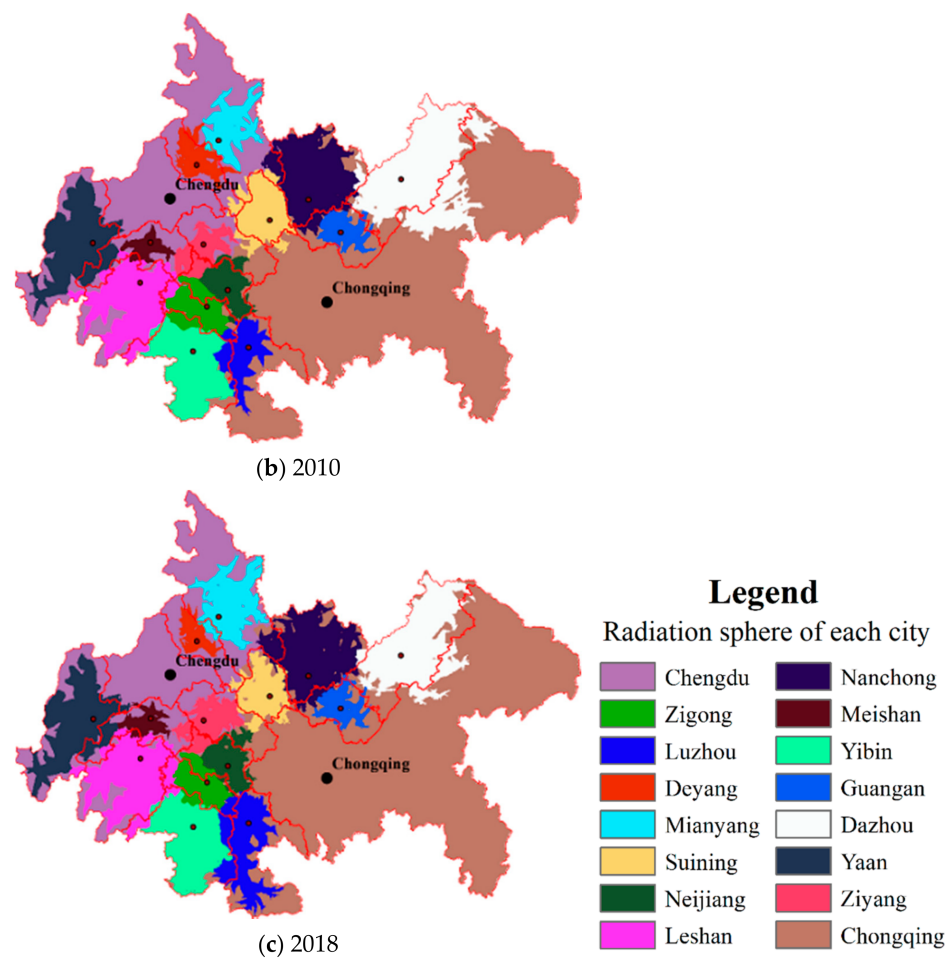 Chengdu
Chongqing
(b) 2010
Chengdu
Chongqing
(c) 2018
Legend
Radiation sphere of each city
Chengdu
Nanchong
Zigong
Meishan
Luzhou
Yibin
Deyang
Guangan
Mianyang
Dazhou
Suining
Yaan
Neijiang
Ziyang
Leshan
Chongqing